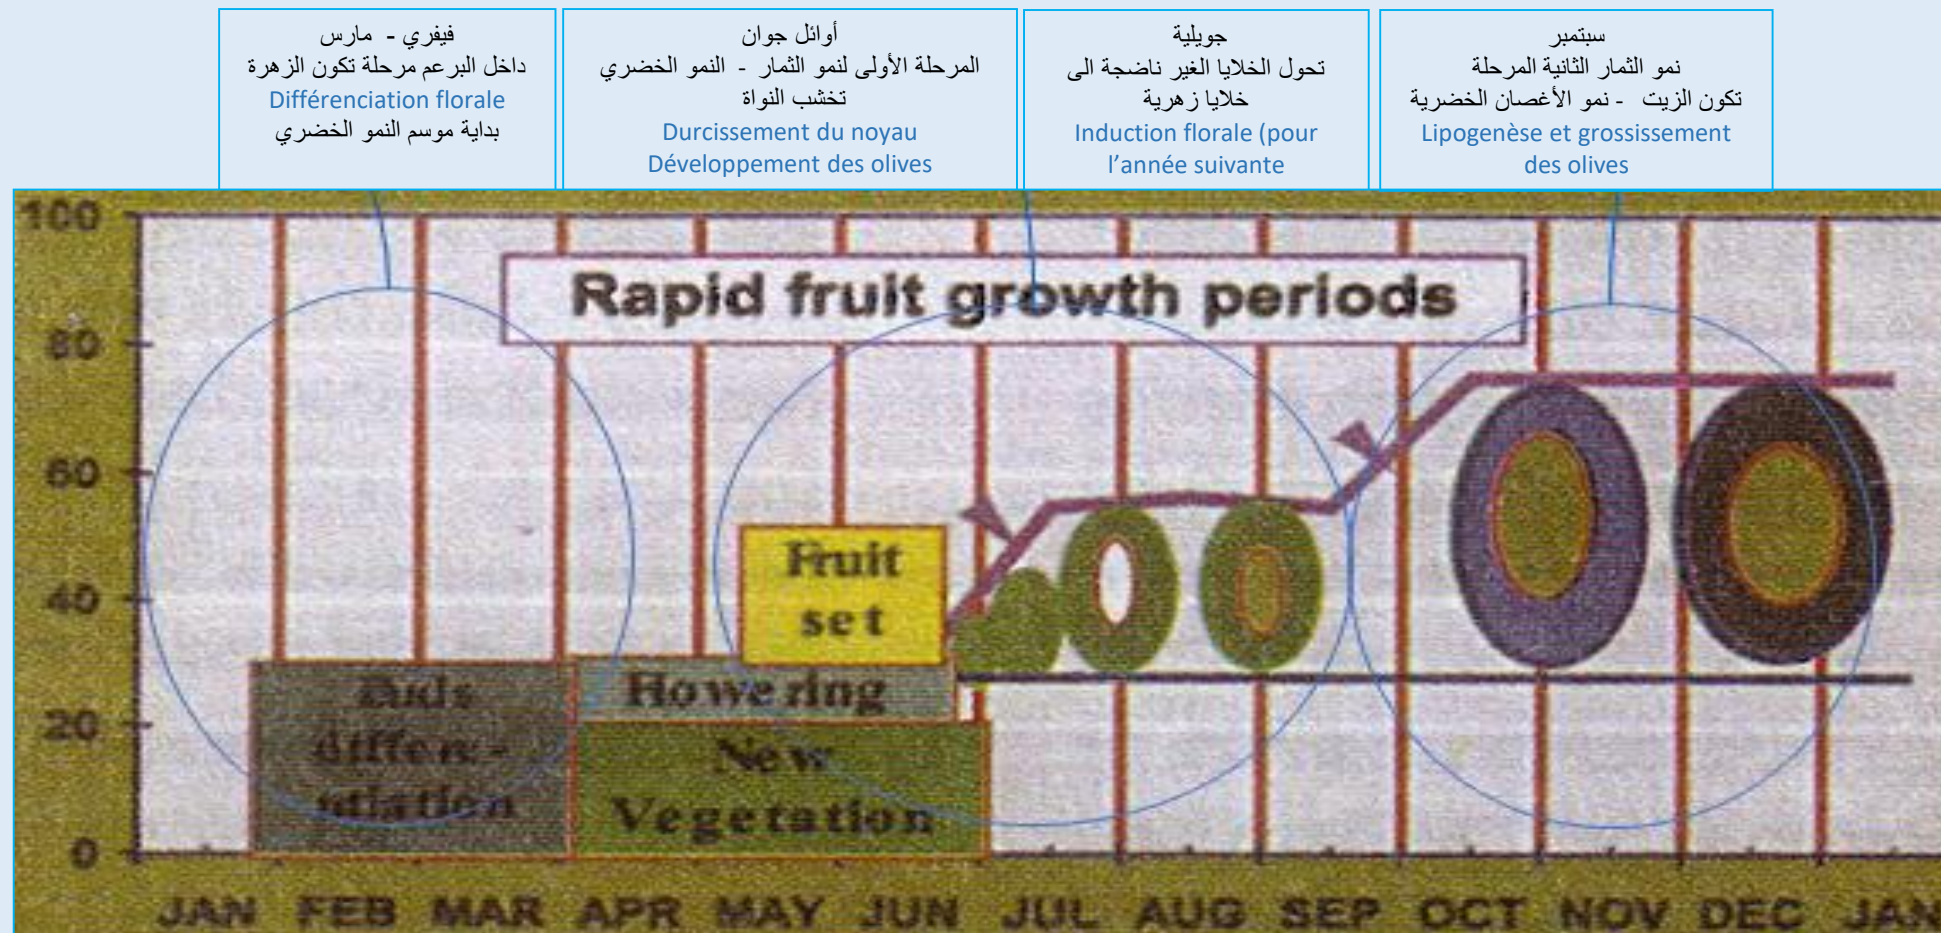 فيفري - مارس
داخل البرعم مرحلة تكون الزهرة
Différenciation florale
بداية موسم النمو الخضري
أوائل جوان
المرحلة الأولى لنمو الثمار - النمو الخضري
تخشب النواة
Durcissement du noyau
Développement des olives
جويلية
تحول الخلايا الغير ناضجة الى
خلايا زهرية
Induction florale (pour
l’année suivante
سبتمبر
نمو الثمار الثانية المرحلة
تكون الزيت - نمو الأغصان الخضرية
Lipogenèse et grossissement
des olives
100
80
60
40
20
0
Rapid fruit growth periods
Fruit
set
Flowering
New
Vegetation
Buds
differe-
ntiation
JAN FEB MAR APR MAY JUN JUL AUG SEP OCT NOV DEC JAN